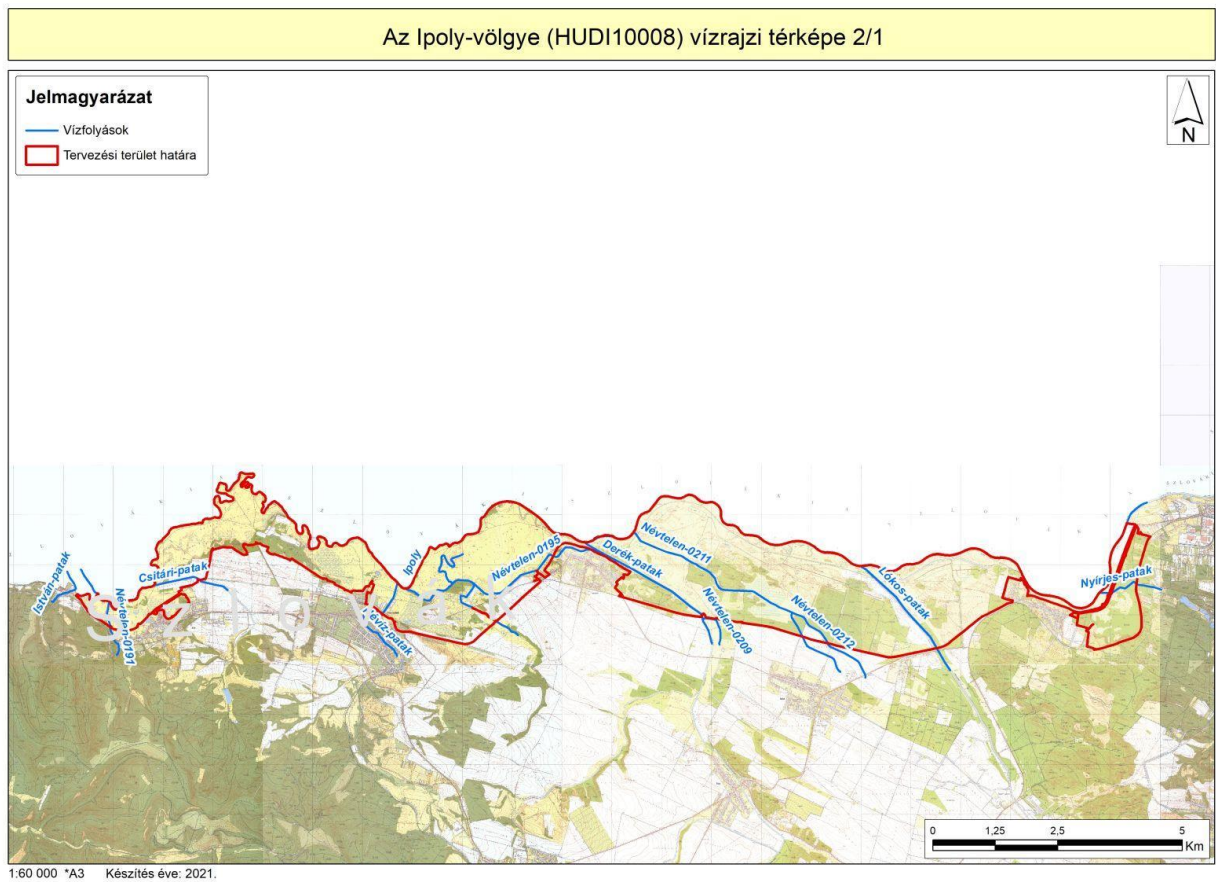 Az Ipoly-völgye (HUDI10008) vízrajzi térképe 2/1
Jelmagyarázat
Vízfolyások
Tervezési terület határa
N
István-patak
Névtelen-0191
Csitári-patak
Ipoly
Névtelen-0195
Derék-patak
Névtelen-0211
Névtelen-0209
Névtelen-0212
Lókos-patak
Nyírjes-patak
0 1,25 2,5 5
Km
1:60 000 *A3 Készítés éve: 2021.